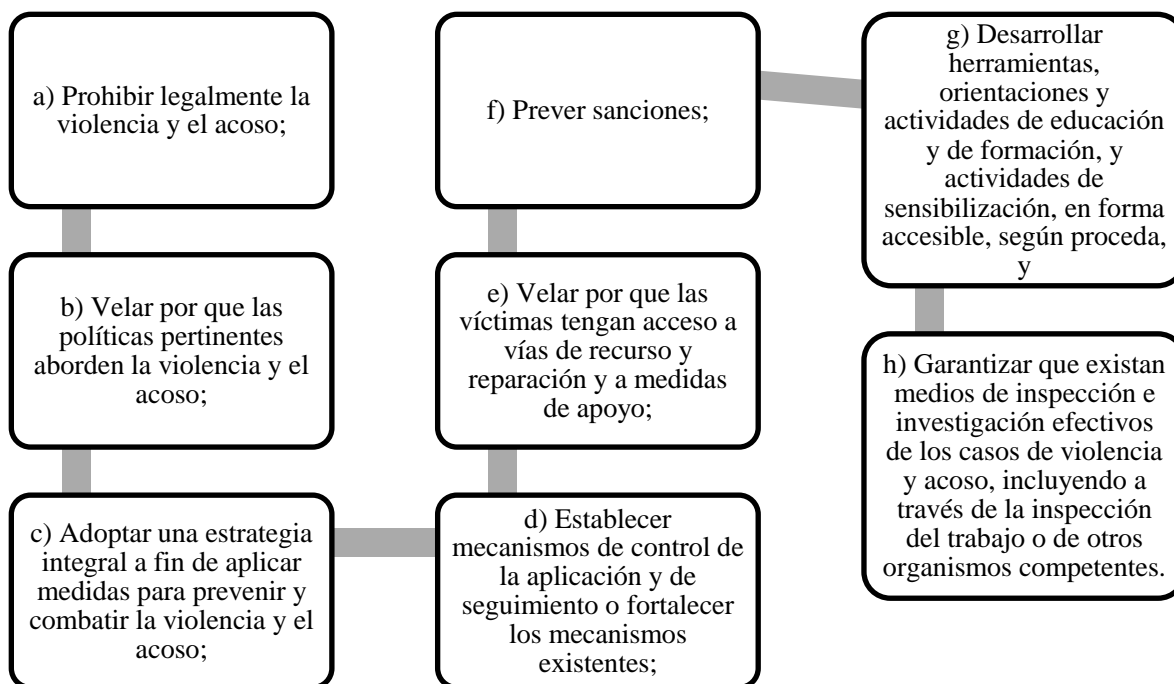 a) Prohibir legalmente la
violencia y el acoso;
b) Velar por que las
políticas pertinentes
aborden la violencia y el
acoso;
c) Adoptar una estrategia
integral a fin de aplicar
medidas para prevenir y
combatir la violencia y el
acoso;
d) Establecer
mecanismos de control de
la aplicación y de
seguimiento o fortalecer
los mecanismos
existentes;
e) Velar por que las
víctimas tengan acceso a
vías de recurso y
reparación y a medidas
de apoyo;
f) Prever sanciones;
g) Desarrollar
herramientas,
orientaciones y
actividades de educación
y de formación, y
actividades de
sensibilización, en forma
accesible, según proceda,
y
h) Garantizar que existan
medios de inspección e
investigación efectivos
de los casos de violencia
y acoso, incluyendo a
través de la inspección
del trabajo o de otros
organismos competentes.